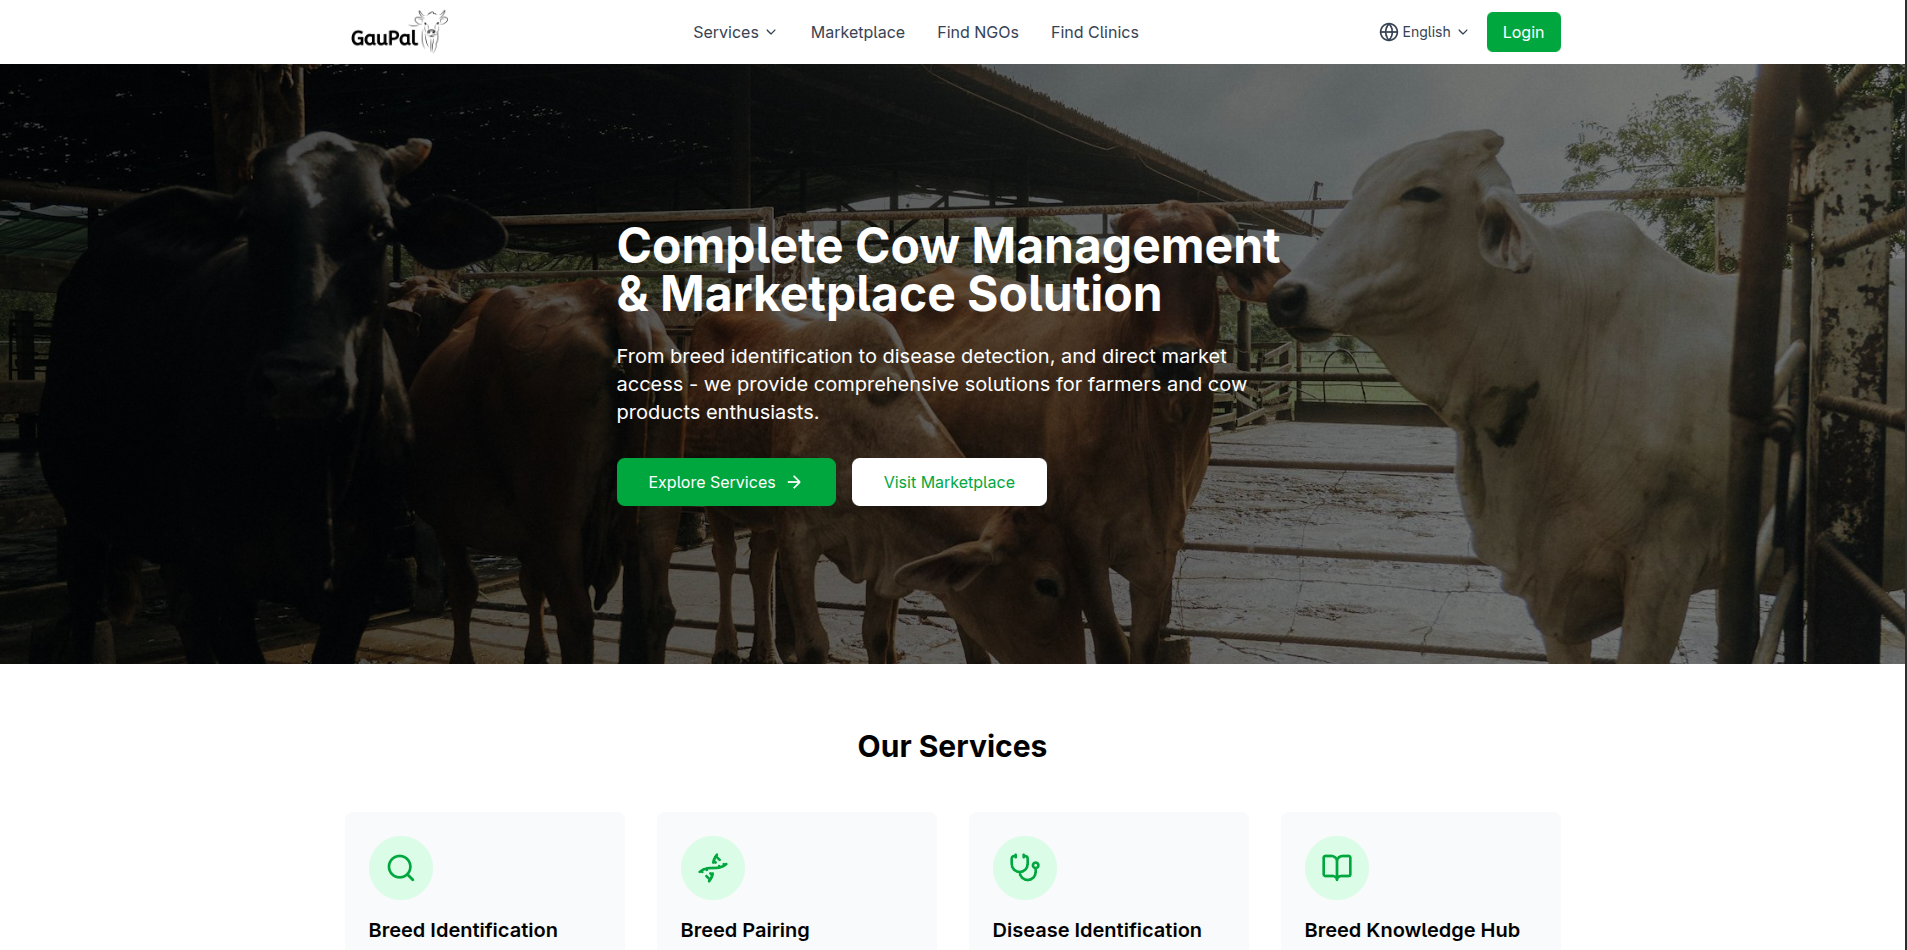 GauPal
Services
Marketplace
Find NGOs
Find Clinics
English
Login
Complete Cow Management
& Marketplace Solution
From breed identification to disease detection, and direct market
access - we provide comprehensive solutions for farmers and cow
products enthusiasts.
Explore Services
Visit Marketplace
Our Services
Breed Identification
Breed Pairing
Disease Identification
Breed Knowledge Hub